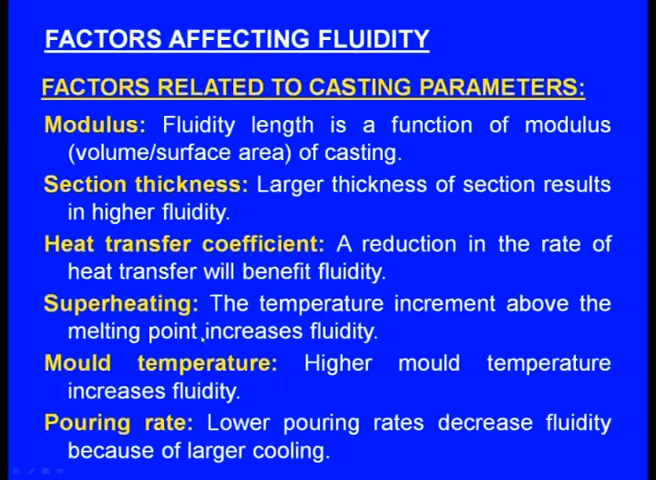 FACTORS AFFECTING FLUIDITY
FACTORS RELATED TO CASTING PARAMETERS:
Modulus: Fluidity length is a function of modulus
(volume/surface area) of casting.
Section thickness: Larger thickness of section results
in higher fluidity.
Heat transfer coefficient: A reduction in the rate of
heat transfer will benefit fluidity.
Superheating: The temperature increment above the
melting point increases fluidity.
Mould temperature: Higher mould temperature
increases fluidity.
Pouring rate: Lower pouring rates decrease fluidity
because of larger cooling.